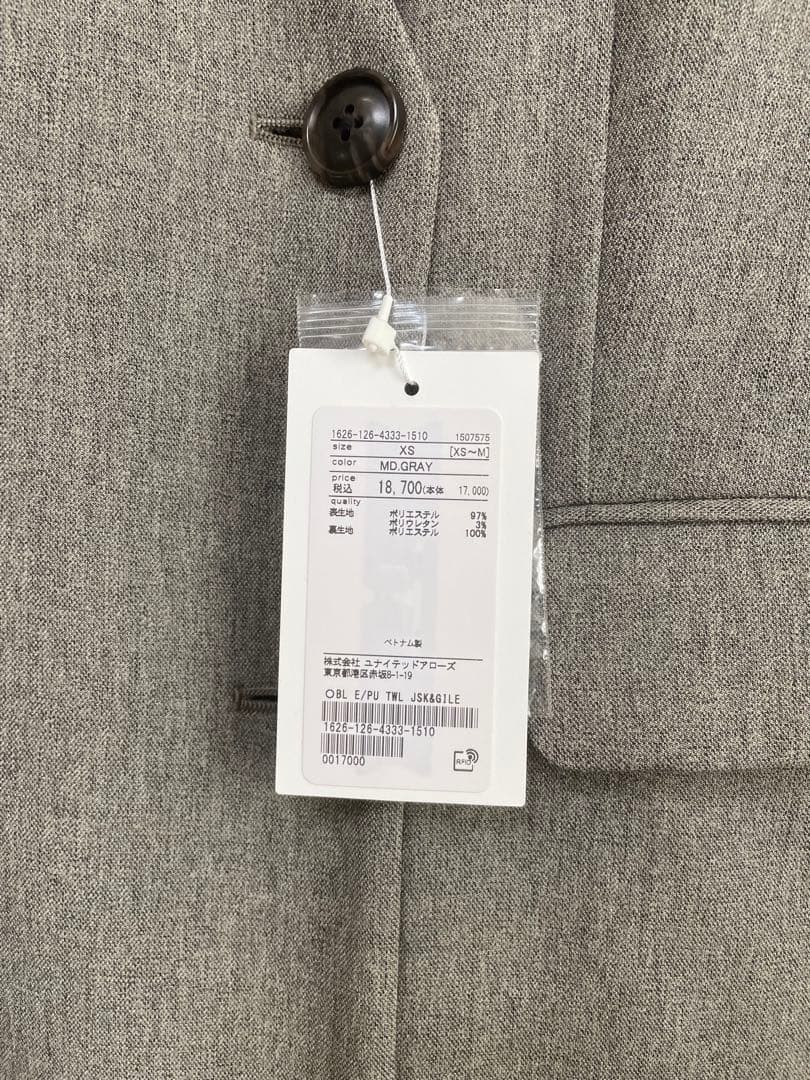 1626-126-4333-1510 1507575
size XS [XS～M]
color MD.GRAY
price
税込 18,700(本体 17,000)
quality
表生地 ポリエステル 97%
ポリウレタン 3%
裏生地 ポリエステル 100%
ベトナム製
株式会社 ユナイテッドアローズ
東京都港区赤坂8-1-19
○BL E/PU TWL JSK&GILE
1626-126-4333-1510
0017000
RFID